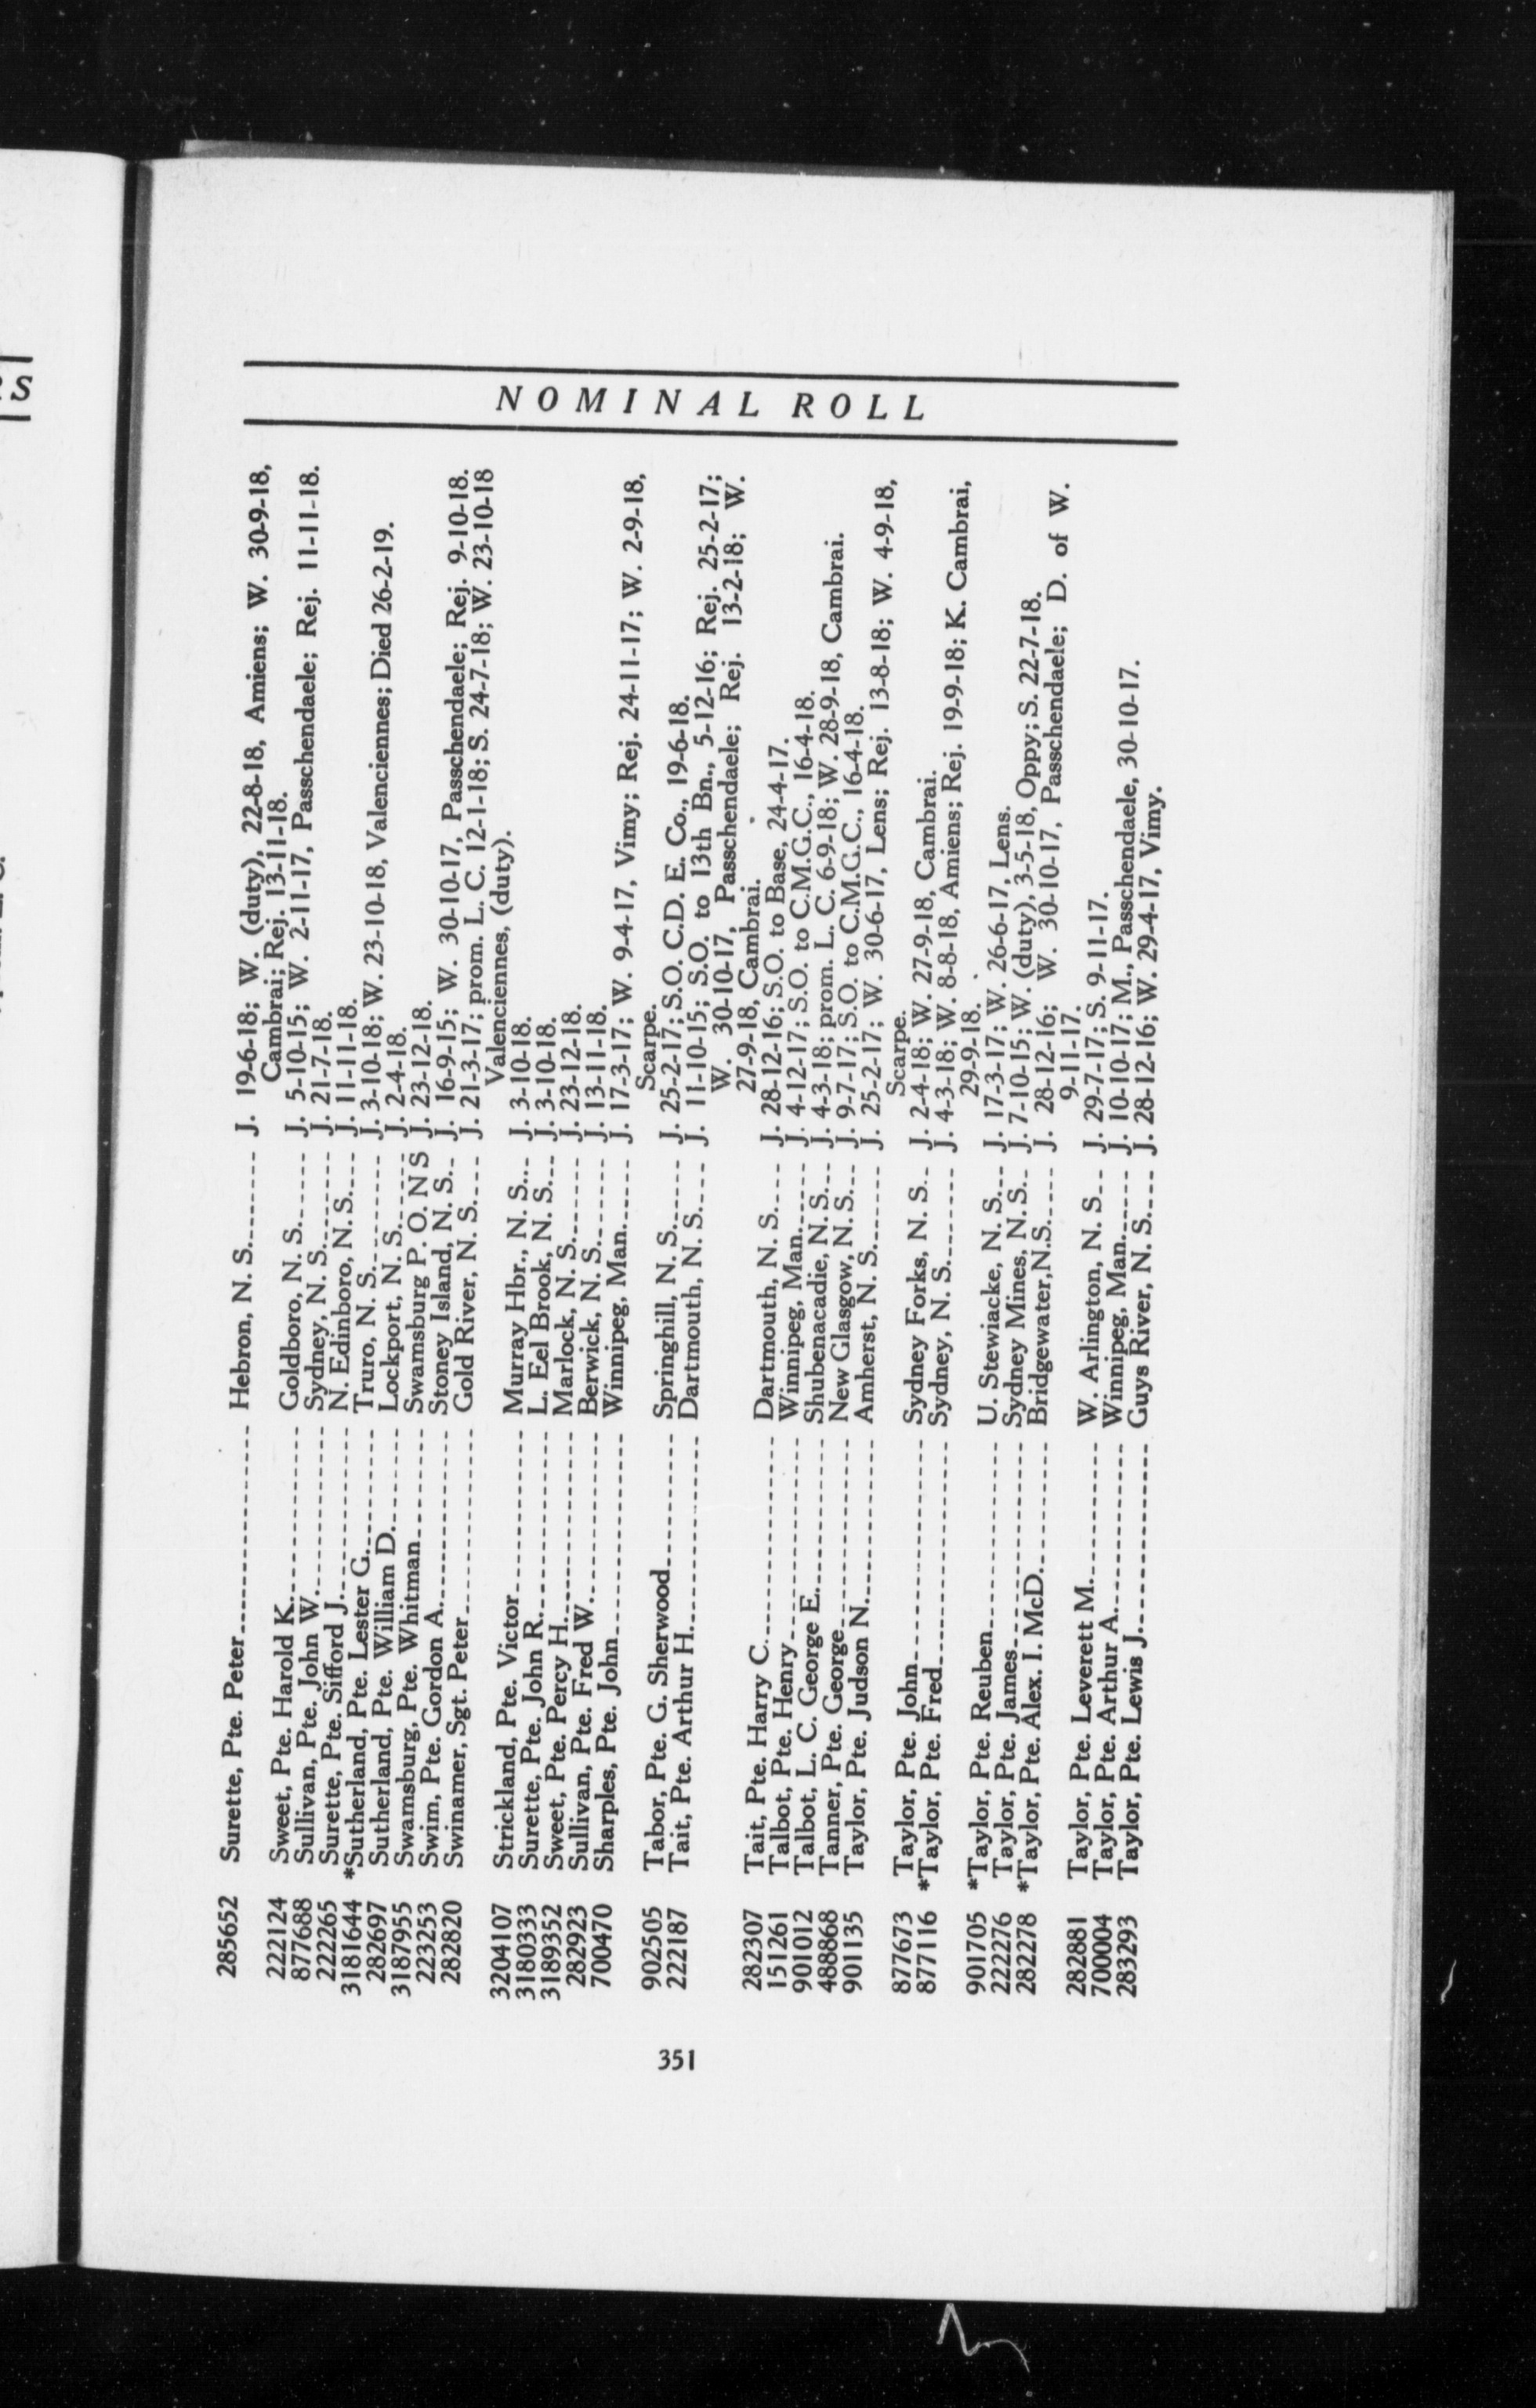 NOMINAL ROLL
285652 Surette, Pte. Peter Hebron, N. S. J. 19-6-18; W. (duty), 22-8-18, Amiens; W. 30-9-18,
Cambrai; Rej. 13-11-18.
222124 Sweet, Pte. Harold K. Goldboro, N. S. J. 5-10-15; W. 2-11-17, Passchendaele; Rej. 11-11-18.
877688 Sullivan, Pte. John W. Sydney, N. S. J. 21-7-18.
222265 Surette, Pte. Sifford J. N. Edinboro, N. S. J. 11-11-18.
3181644 *Sutherland, Pte. Lester G. Truro, N. S. J. 3-10-18; W. 23-10-18, Valenciennes; Died 26-2-19.
282697 Sutherland, Pte. William D. Lockport, N. S. J. 2-4-18.
3187955 Swamsburg, Pte. Whitman Swamsburg P. O. N S J. 23-12-18.
223253 Swim, Pte. Gordon A. Stoney Island, N. S. J. 16-9-15; W. 30-10-17, Passchendaele; Rej. 9-10-18.
282820 Swinamer, Sgt. Peter Gold River, N. S. J. 21-3-17; prom. L. C. 12-1-18; S. 24-7-18; W. 23-10-18
Valenciennes, (duty).
3204107 Strickland, Pte. Victor Murray Hbr., N. S. J. 3-10-18.
3180333 Surette, Pte. John R. L. Eel Brook, N. S. J. 3-10-18.
3189352 Sweet, Pte. Percy H. Marlock, N. S. J. 23-12-18.
282923 Sullivan, Pte. Fred W. Berwick, N. S. J. 13-11-18.
700470 Sharples, Pte. John Winnipeg, Man. J. 17-3-17; W. 9-4-17, Vimy; Rej. 24-11-17; W. 2-9-18,
Scarpe.
902505 Tabor, Pte. G. Sherwood Springhill, N. S. J. 25-2-17; S.O. C.D. E. Co., 19-6-18.
222187 Tait, Pte. Arthur H. Dartmouth, N. S. J. 11-10-15; S.O. to 13th Bn., 5-12-16; Rej. 25-2-17;
W. 30-10-17, Passchendaele; Rej. 13-2-18; W.
27-9-18, Cambrai.
282307 Tait, Pte. Harry C. Dartmouth, N. S. J. 28-12-16; S.O. to Base, 24-4-17.
151261 Talbot, Pte. Henry Winnipeg, Man. J. 4-12-17; S.O. to C.M.G.C., 16-4-18.
901012 Talbot, L. C. George E. Shubenacadie, N. S. J. 4-3-18; prom. L. C. 6-9-18; W. 28-9-18, Cambrai.
488868 Tanner, Pte. George New Glasgow, N. S. J. 9-7-17; S.O. to C.M.G.C., 16-4-18.
901135 Taylor, Pte. Judson N. Amherst, N. S. J. 25-2-17; W. 30-6-17, Lens; Rej. 13-8-18; W. 4-9-18,
Scarpe.
877673 Taylor, Pte. John Sydney Forks, N. S. J. 2-4-18; W. 27-9-18, Cambrai.
877116 *Taylor, Pte. Fred Sydney, N. S. J. 4-3-18; W. 8-8-18, Amiens; Rej. 19-9-18; K. Cambrai,
29-9-18.
901705 *Taylor, Pte. Reuben U. Stewiacke, N. S. J. 17-3-17; W. 26-6-17, Lens.
222276 Taylor, Pte. James Sydney Mines, N. S. J. 7-10-15; W. (duty), 3-5-18, Oppy; S. 22-7-18.
282278 *Taylor, Pte. Alex. I. McD. Bridgewater, N.S. J. 28-12-16; W. 30-10-17, Passchendaele; D. of W.
9-11-17.
282881 Taylor, Pte. Leverett M. W. Arlington, N. S J. 29-7-17; S. 9-11-17.
700004 Taylor, Pte. Arthur A. Winnipeg, Man. J. 10-10-17; M., Passchendaele, 30-10-17.
283293 Taylor, Pte. Lewis J. Guys River, N. S. J. 28-12-16; W. 29-4-17, Vimy.
351